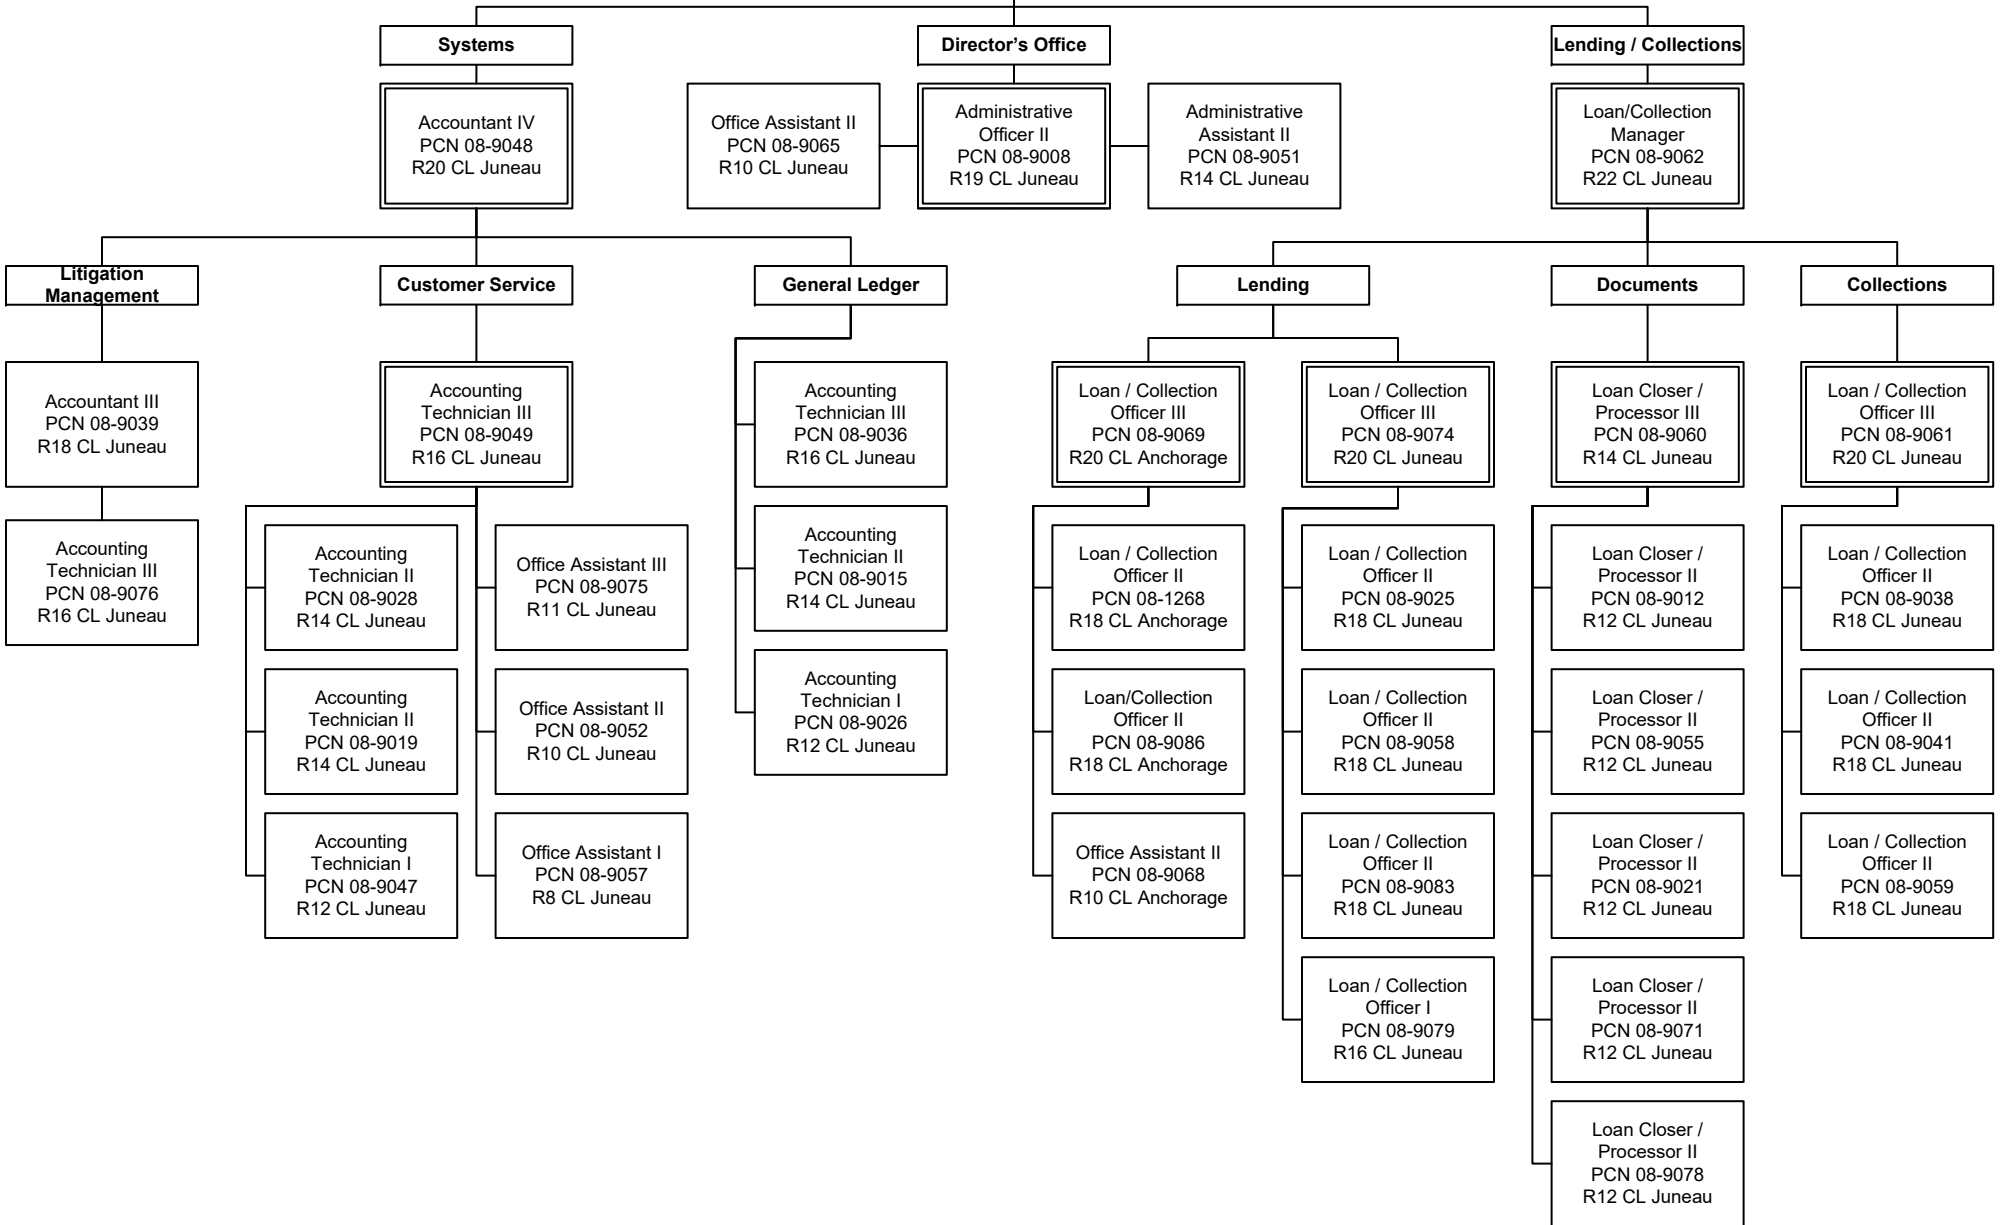 Systems
Director’s Office
Lending / Collections
Accountant IV
PCN 08-9048
R20 CL Juneau
Office Assistant II
PCN 08-9065
R10 CL Juneau
Administrative
Officer II
PCN 08-9008
R19 CL Juneau
Administrative
Assistant II
PCN 08-9051
R14 CL Juneau
Loan/Collection
Manager
PCN 08-9062
R22 CL Juneau
Litigation
Management
Customer Service
General Ledger
Lending
Documents
Collections
Accountant III
PCN 08-9039
R18 CL Juneau
Accounting
Technician III
PCN 08-9049
R16 CL Juneau
Accounting
Technician III
PCN 08-9036
R16 CL Juneau
Loan / Collection
Officer III
PCN 08-9069
R20 CL Anchorage
Loan / Collection
Officer III
PCN 08-9074
R20 CL Juneau
Loan Closer /
Processor III
PCN 08-9060
R14 CL Juneau
Loan / Collection
Officer III
PCN 08-9061
R20 CL Juneau
Accounting
Technician III
PCN 08-9076
R16 CL Juneau
Accounting
Technician II
PCN 08-9028
R14 CL Juneau
Office Assistant III
PCN 08-9075
R11 CL Juneau
Accounting
Technician II
PCN 08-9015
R14 CL Juneau
Loan / Collection
Officer II
PCN 08-1268
R18 CL Anchorage
Loan / Collection
Officer II
PCN 08-9025
R18 CL Juneau
Loan Closer /
Processor II
PCN 08-9012
R12 CL Juneau
Loan / Collection
Officer II
PCN 08-9038
R18 CL Juneau
Accounting
Technician II
PCN 08-9019
R14 CL Juneau
Office Assistant II
PCN 08-9052
R10 CL Juneau
Accounting
Technician I
PCN 08-9026
R12 CL Juneau
Loan/Collection
Officer II
PCN 08-9086
R18 CL Anchorage
Loan / Collection
Officer II
PCN 08-9058
R18 CL Juneau
Loan Closer /
Processor II
PCN 08-9055
R12 CL Juneau
Loan / Collection
Officer II
PCN 08-9041
R18 CL Juneau
Accounting
Technician I
PCN 08-9047
R12 CL Juneau
Office Assistant I
PCN 08-9057
R8 CL Juneau
Office Assistant II
PCN 08-9068
R10 CL Anchorage
Loan / Collection
Officer II
PCN 08-9083
R18 CL Juneau
Loan Closer /
Processor II
PCN 08-9021
R12 CL Juneau
Loan / Collection
Officer II
PCN 08-9059
R18 CL Juneau
Loan / Collection
Officer I
PCN 08-9079
R16 CL Juneau
Loan Closer /
Processor II
PCN 08-9071
R12 CL Juneau
Loan Closer /
Processor II
PCN 08-9078
R12 CL Juneau